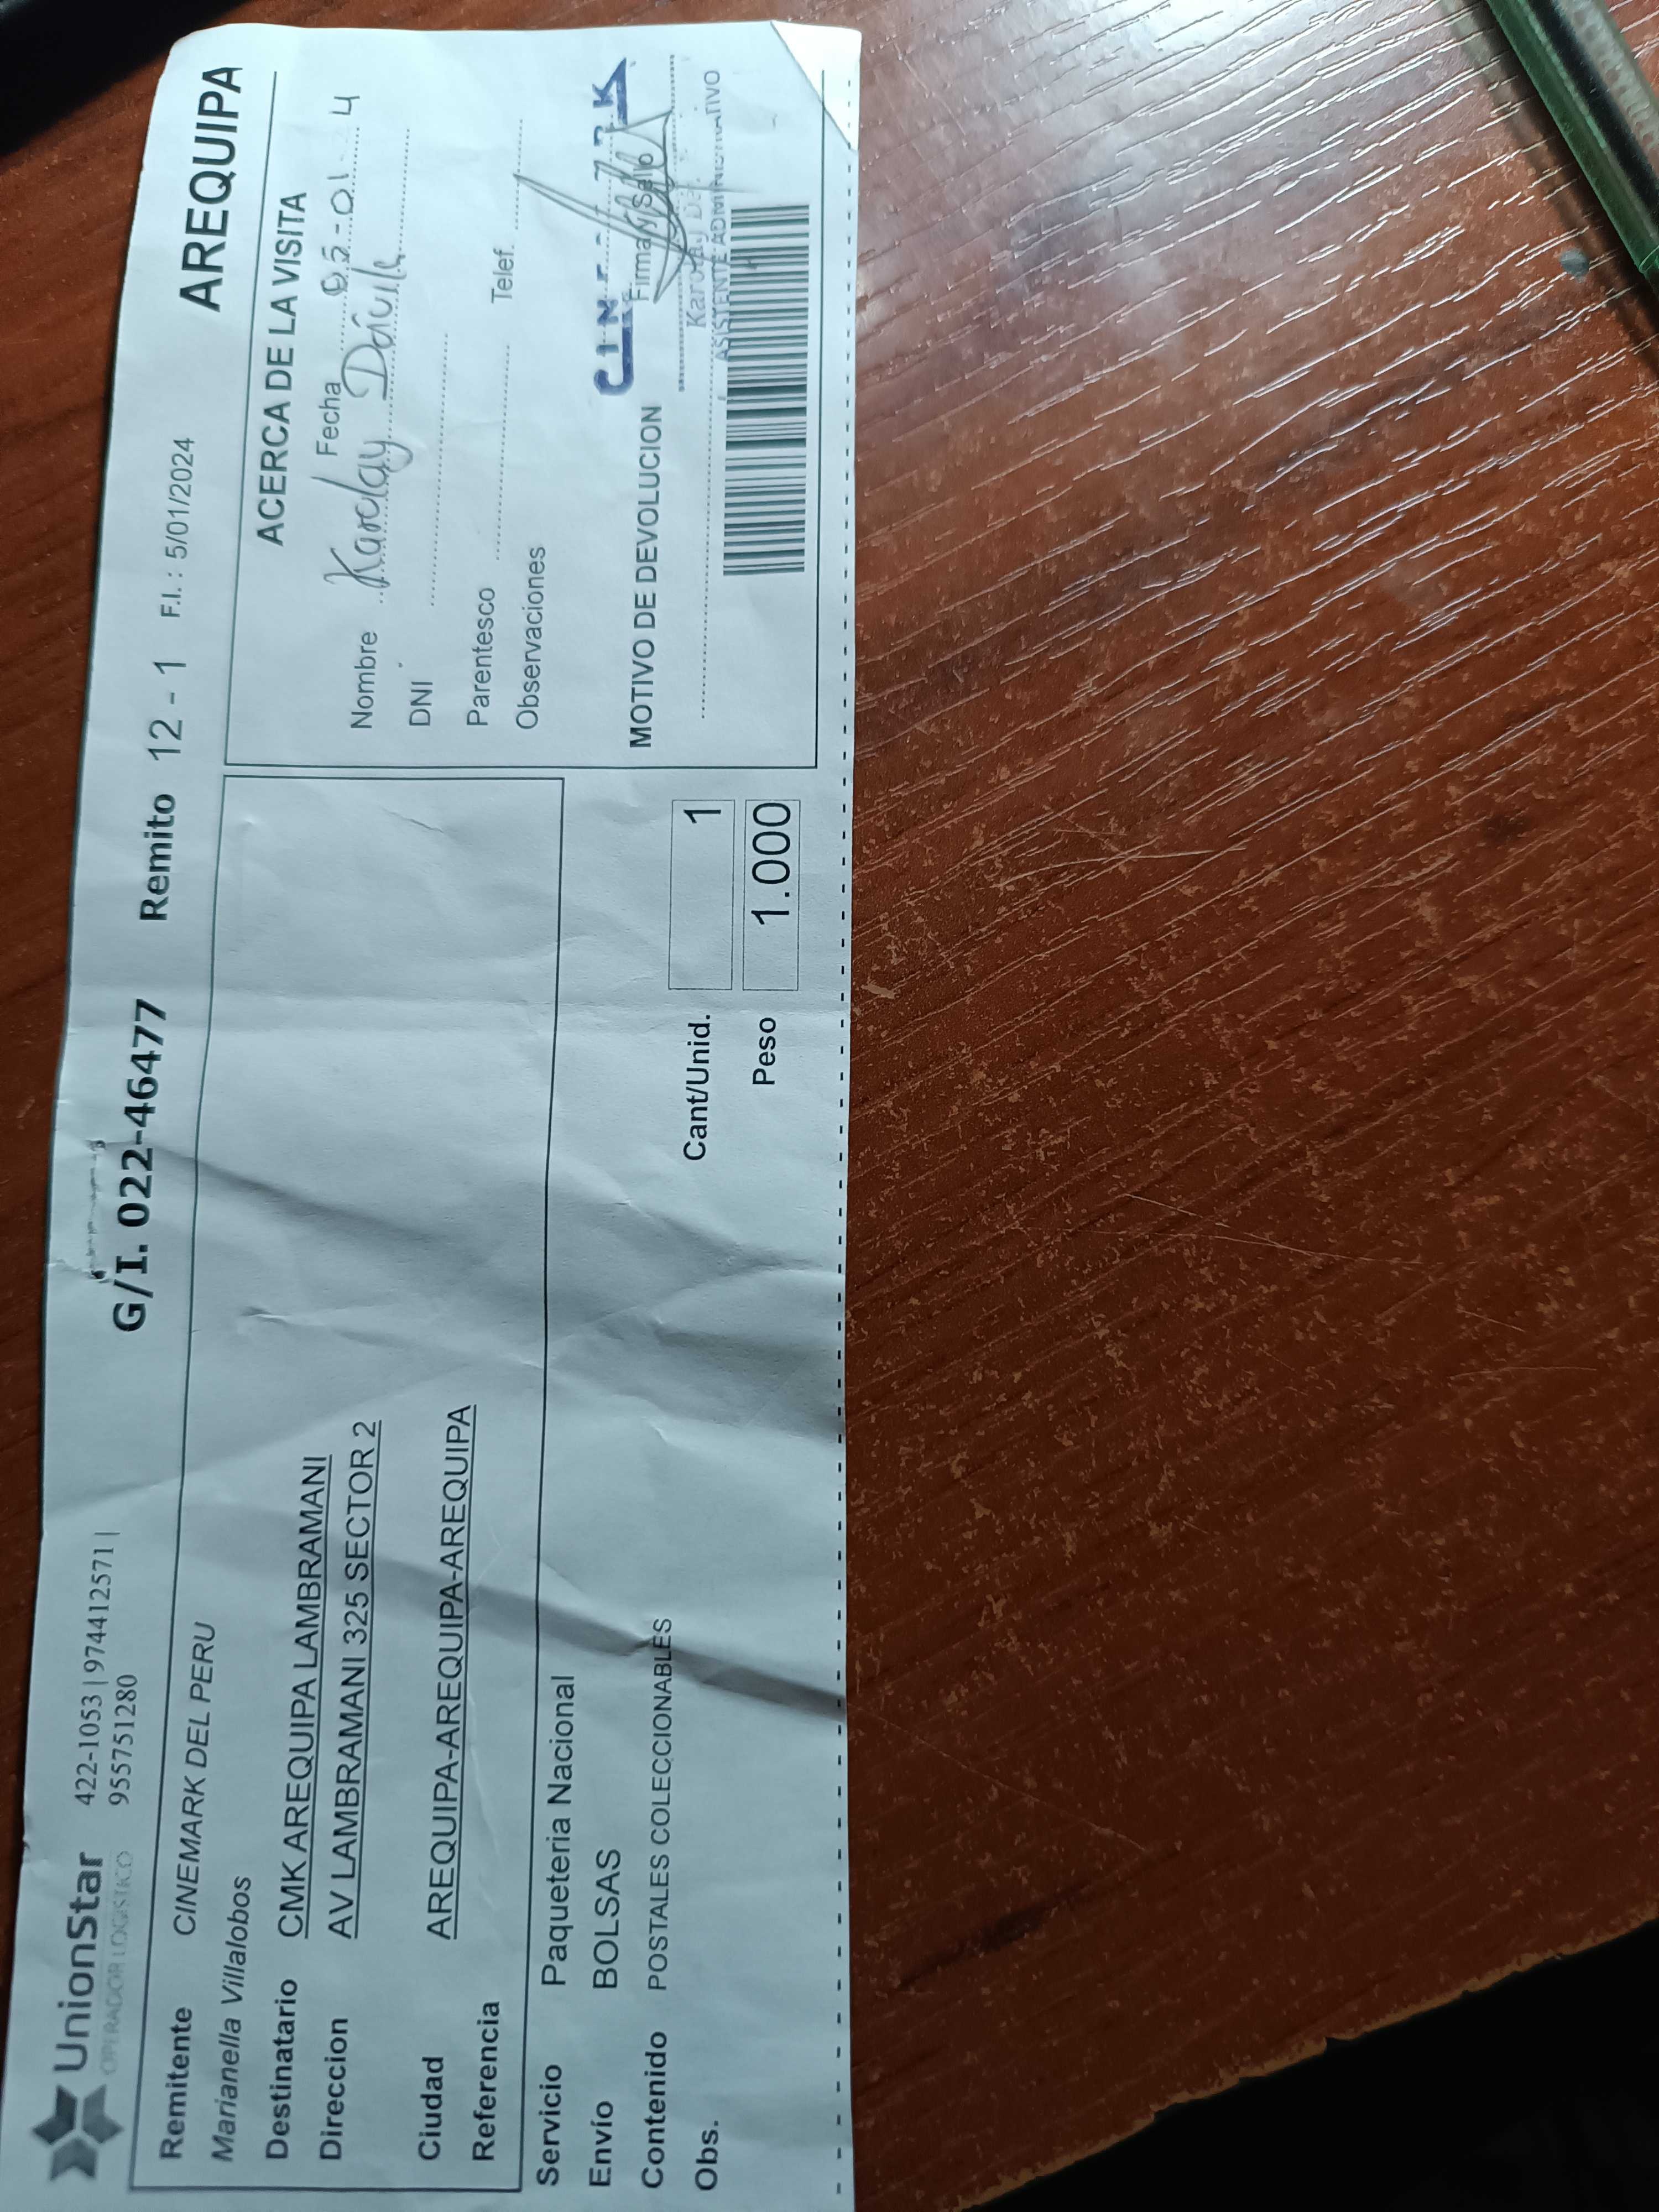 UnionStar
OPERADOR LOGISTICO
422-1053 | 974412571 |
955751280
G/I. 022-46477
Remito 12 - 1
F.I. : 5/01/2024
AREQUIPA
Remitente CINEMARK DEL PERU
Marianella Villalobos
Destinatario CMK AREQUIPA LAMBRAMANI
Direccion AV LAMBRAMANI 325 SECTOR 2
Ciudad AREQUIPA-AREQUIPA-AREQUIPA
Referencia
Servicio Paqueteria Nacional
Envío BOLSAS
Contenido POSTALES COLECCIONABLES
Obs.
Cant/Unid. 1
Peso 1.000
ACERCA DE LA VISITA
Fecha
Nombre Karolay Dávila
DNI
Parentesco
Telef.
Observaciones
MOTIVO DE DEVOLUCION
Firma y Sello
ASISTENTE ADMINISTRATIVO